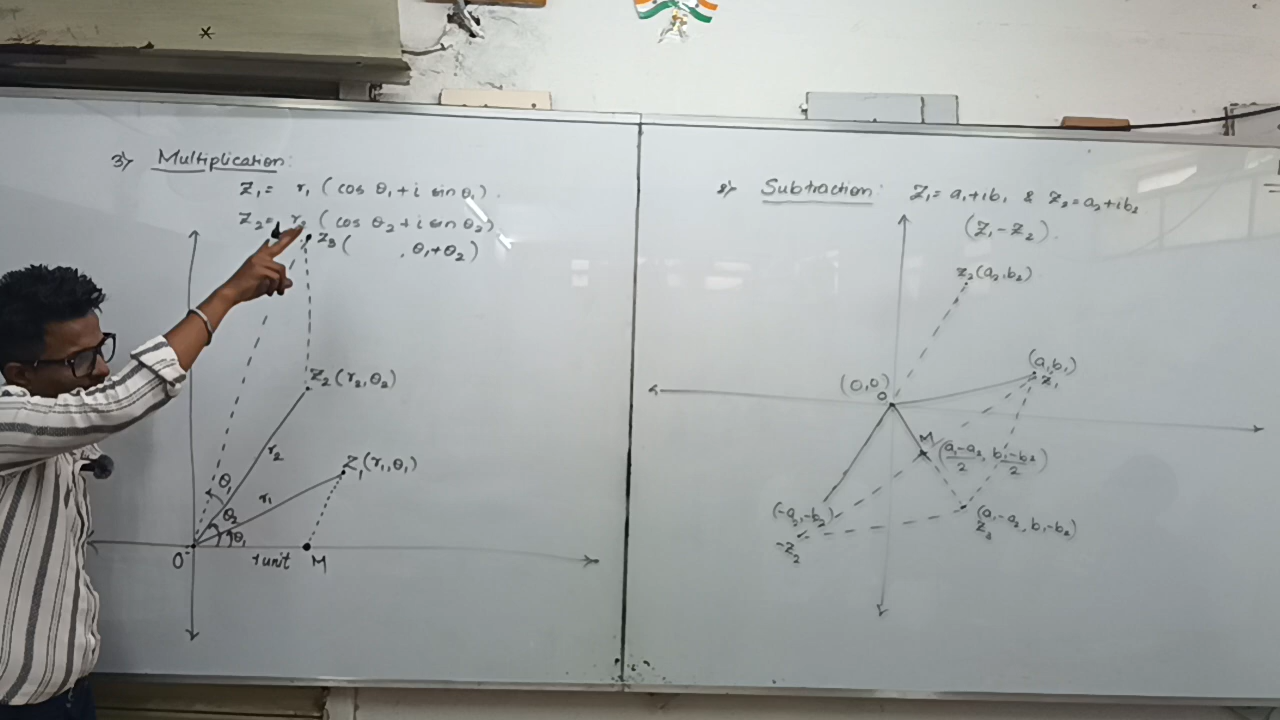 3) Multiplication:
Z₁ = r₁ ( cos θ₁ + i sin θ₁ ).
Z₂ = r₂ ( cos θ₂ + i sin θ₂ )
Z₃ ( , θ₁+θ₂ )
Z₂ (r₂, θ₂)
r₂
Z₁ (r₁, θ₁)
θ₁
r₁
θ₂
θ₁
O
1 unit M
2) Subtraction: Z₁ = a₁+ib₁ & Z₂ = a₂+ib₂
(Z₁ - Z₂).
Z₂ (a₂, b₂)
(a₁, b₁)
Z₁
(0,0)
O
M (a₁-a₂/2, b₁-b₂/2)
(-a₂, -b₂)
-Z₂
(a₁-a₂, b₁-b₂)
Z₃